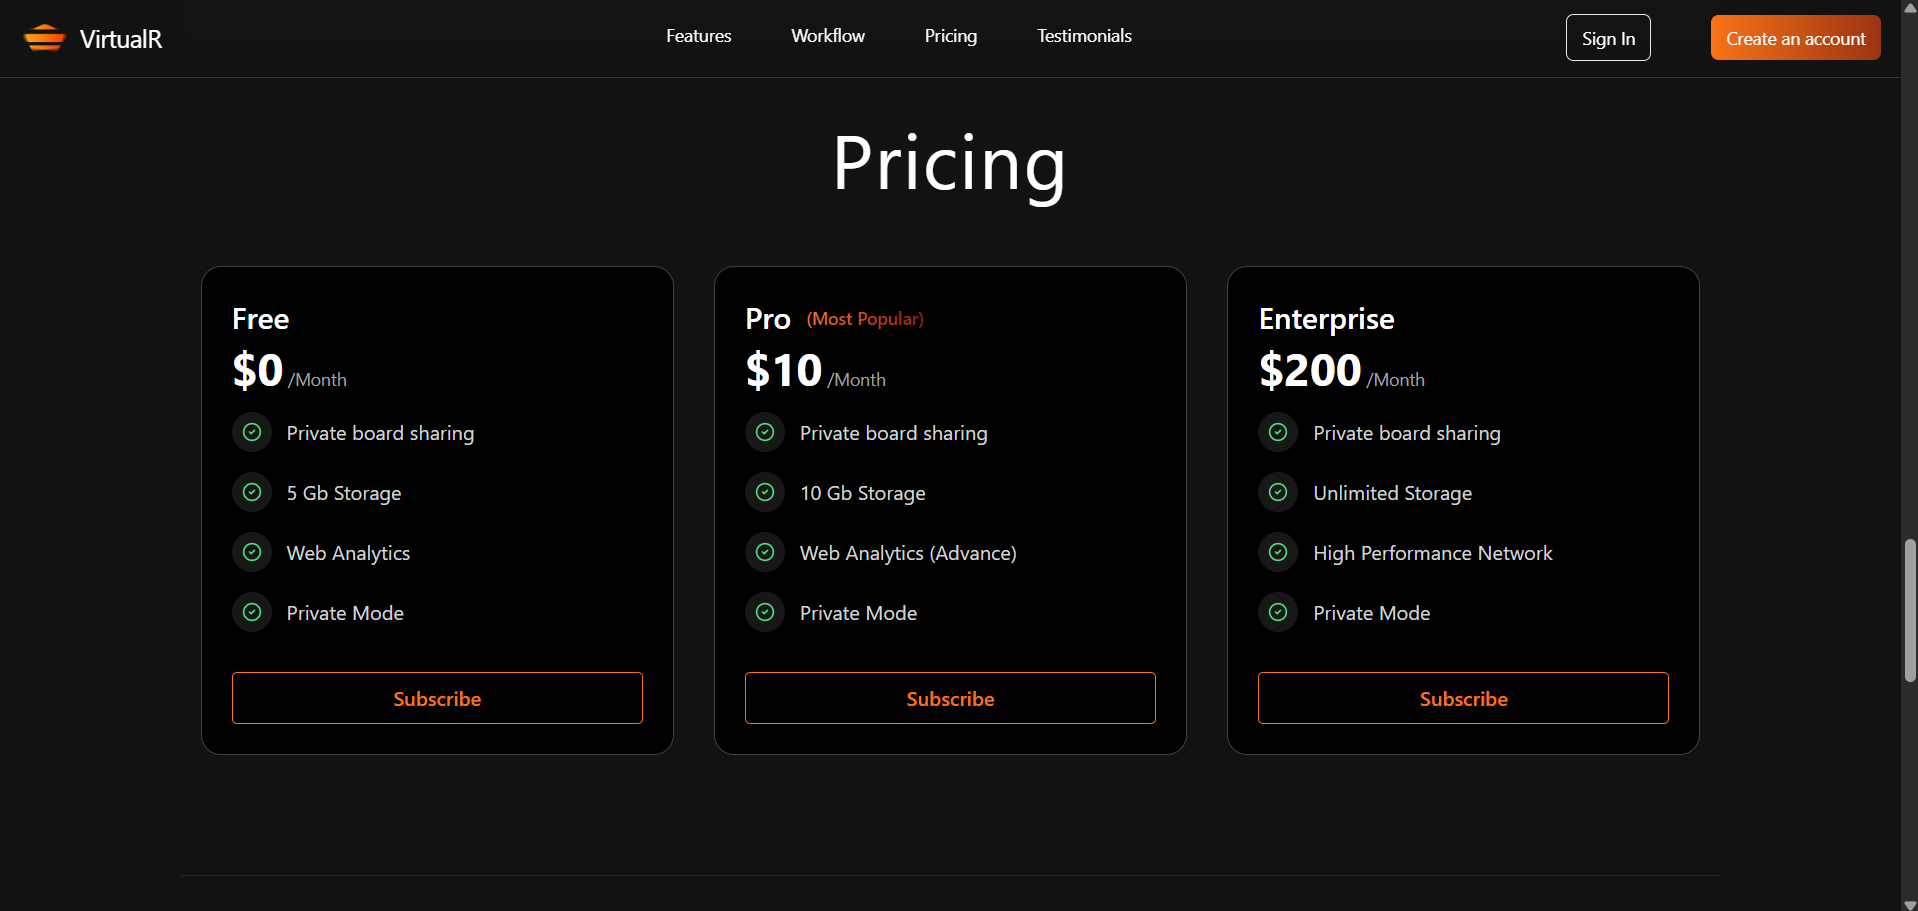 VirtualR
Features
Workflow
Pricing
Testimonials
Sign In
Create an account
Pricing
Free
$0 /Month
Private board sharing
5 Gb Storage
Web Analytics
Private Mode
Subscribe
Pro (Most Popular)
$10 /Month
Private board sharing
10 Gb Storage
Web Analytics (Advance)
Private Mode
Subscribe
Enterprise
$200 /Month
Private board sharing
Unlimited Storage
High Performance Network
Private Mode
Subscribe